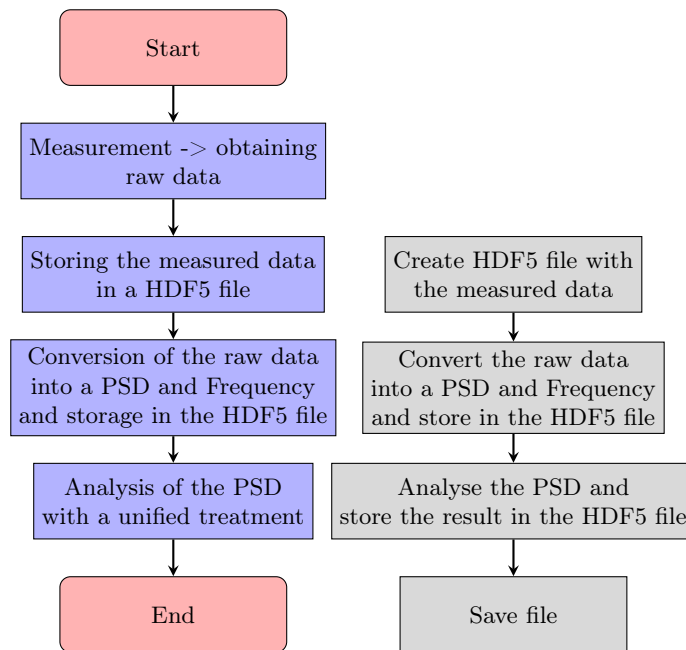 Start
Measurement -> obtaining
raw data
Storing the measured data
in a HDF5 file
Conversion of the raw data
into a PSD and Frequency
and storage in the HDF5 file
Analysis of the PSD
with a unified treatment
End
Create HDF5 file with
the measured data
Convert the raw data
into a PSD and Frequency
and store in the HDF5 file
Analyse the PSD and
store the result in the HDF5 file
Save file